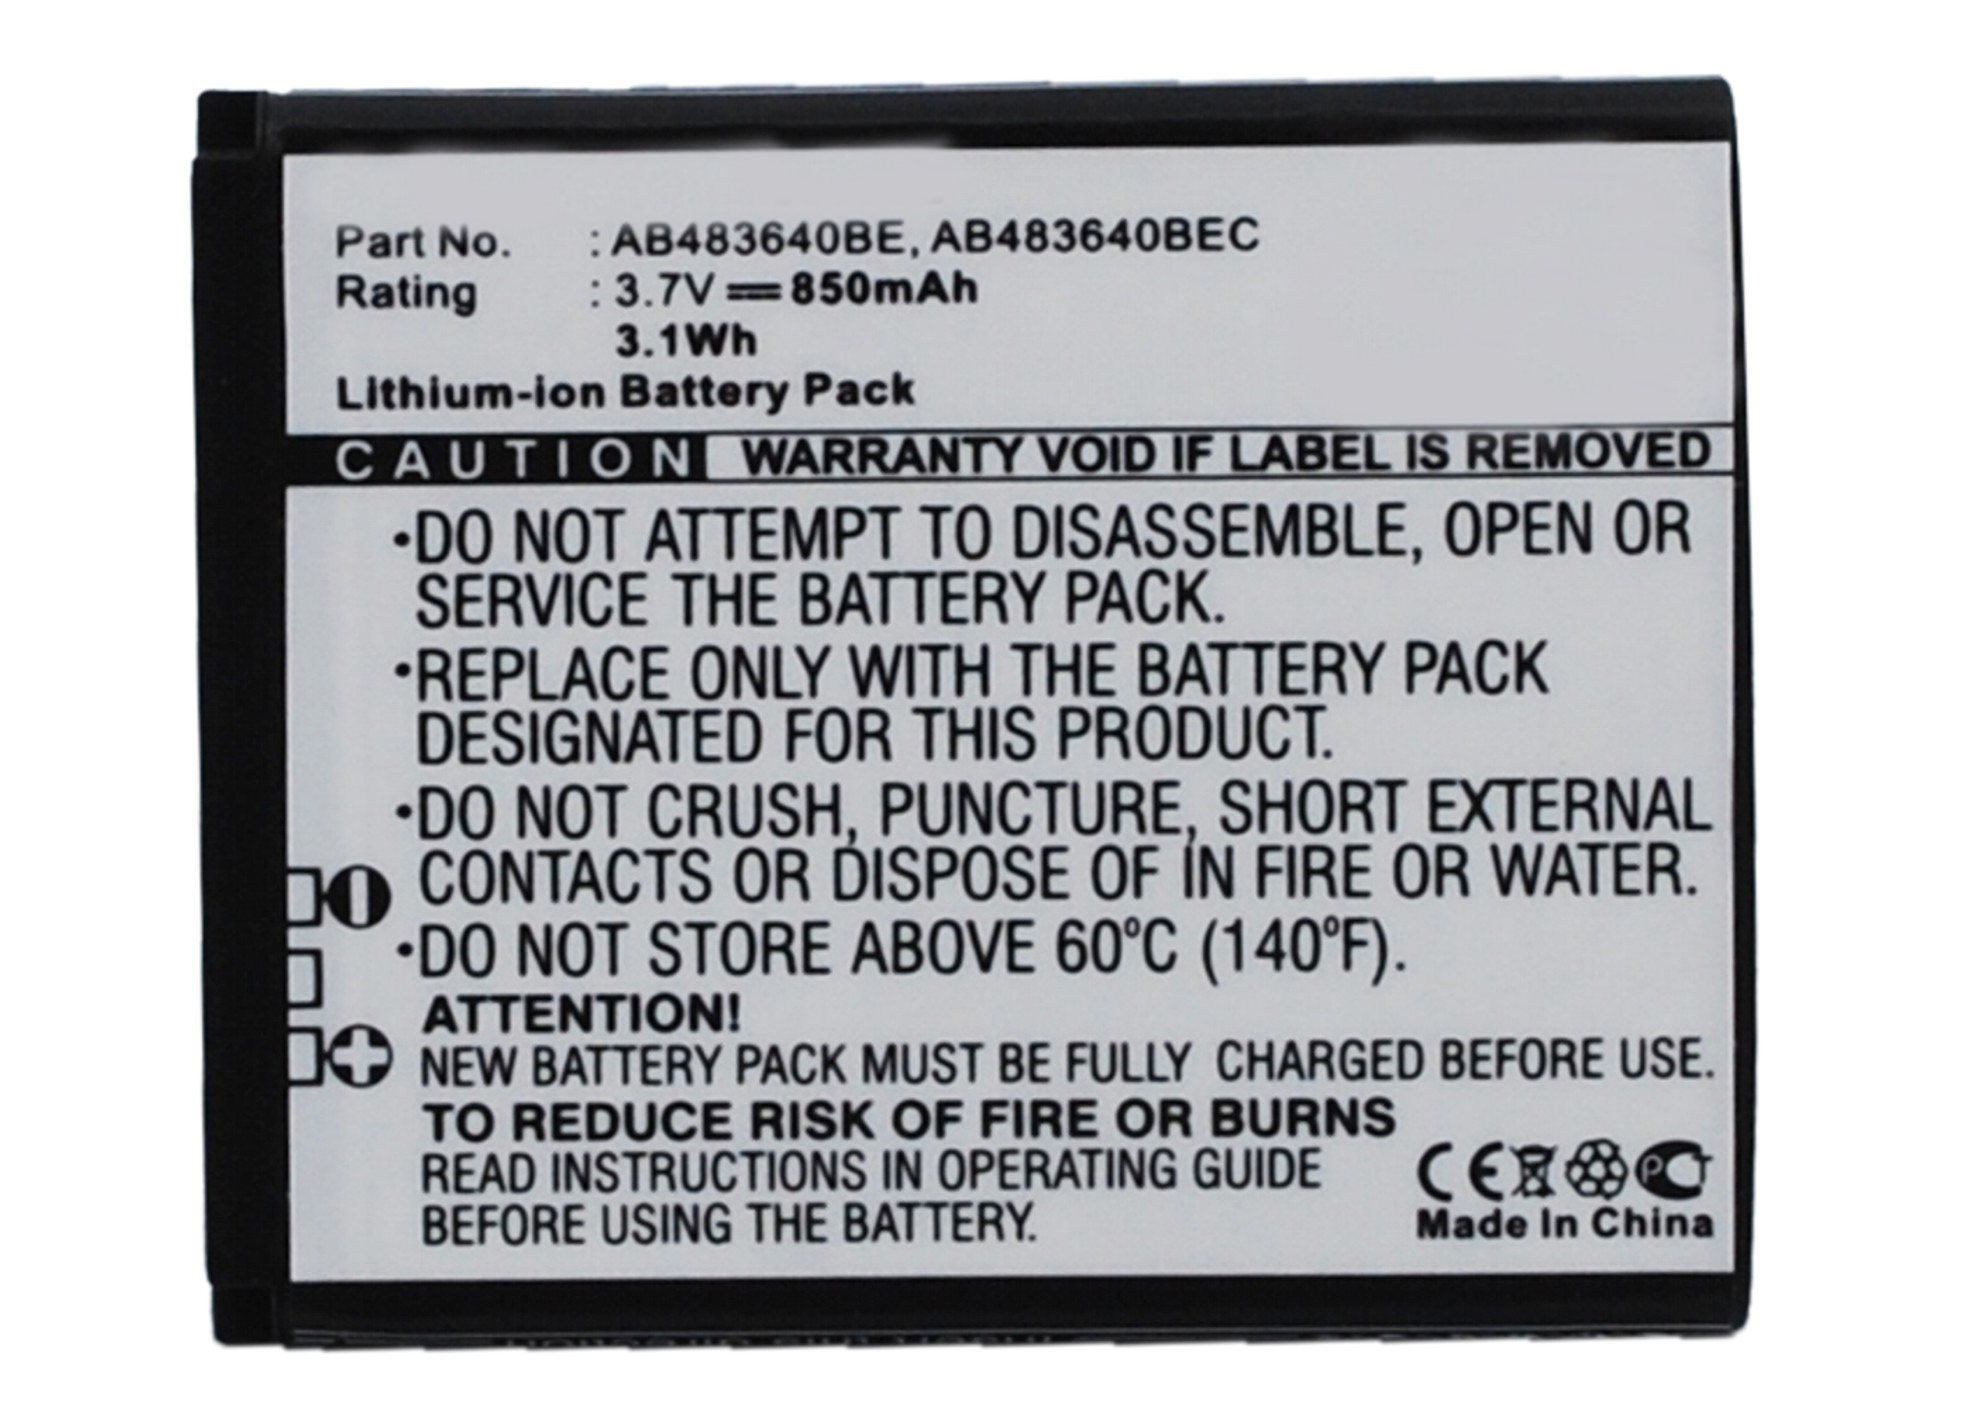 Part No. : AB483640BE, AB483640BEC
Rating : 3.7V 850mAh
3.1Wh
Lithium-ion Battery Pack
CAUTION WARRANTY VOID IF LABEL IS REMOVED
•DO NOT ATTEMPT TO DISASSEMBLE, OPEN OR
SERVICE THE BATTERY PACK.
•REPLACE ONLY WITH THE BATTERY PACK
DESIGNATED FOR THIS PRODUCT.
•DO NOT CRUSH, PUNCTURE, SHORT EXTERNAL
CONTACTS OR DISPOSE OF IN FIRE OR WATER.
•DO NOT STORE ABOVE 60°C (140°F).
ATTENTION!
NEW BATTERY PACK MUST BE FULLY CHARGED BEFORE USE.
TO REDUCE RISK OF FIRE OR BURNS
READ INSTRUCTIONS IN OPERATING GUIDE
BEFORE USING THE BATTERY.
CE PCT
Made In China